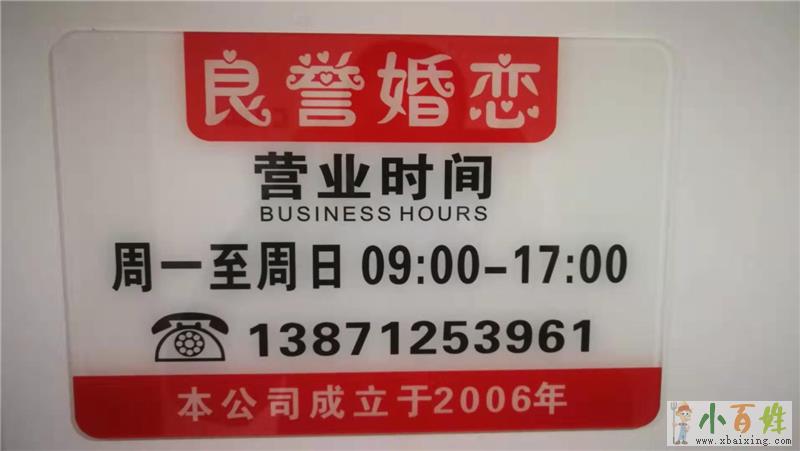 良誉婚恋
营业时间
BUSINESS HOURS
周一至周日 09:00-17:00
13871253961
本公司成立于2006年
小百姓
www.xbaixing.com